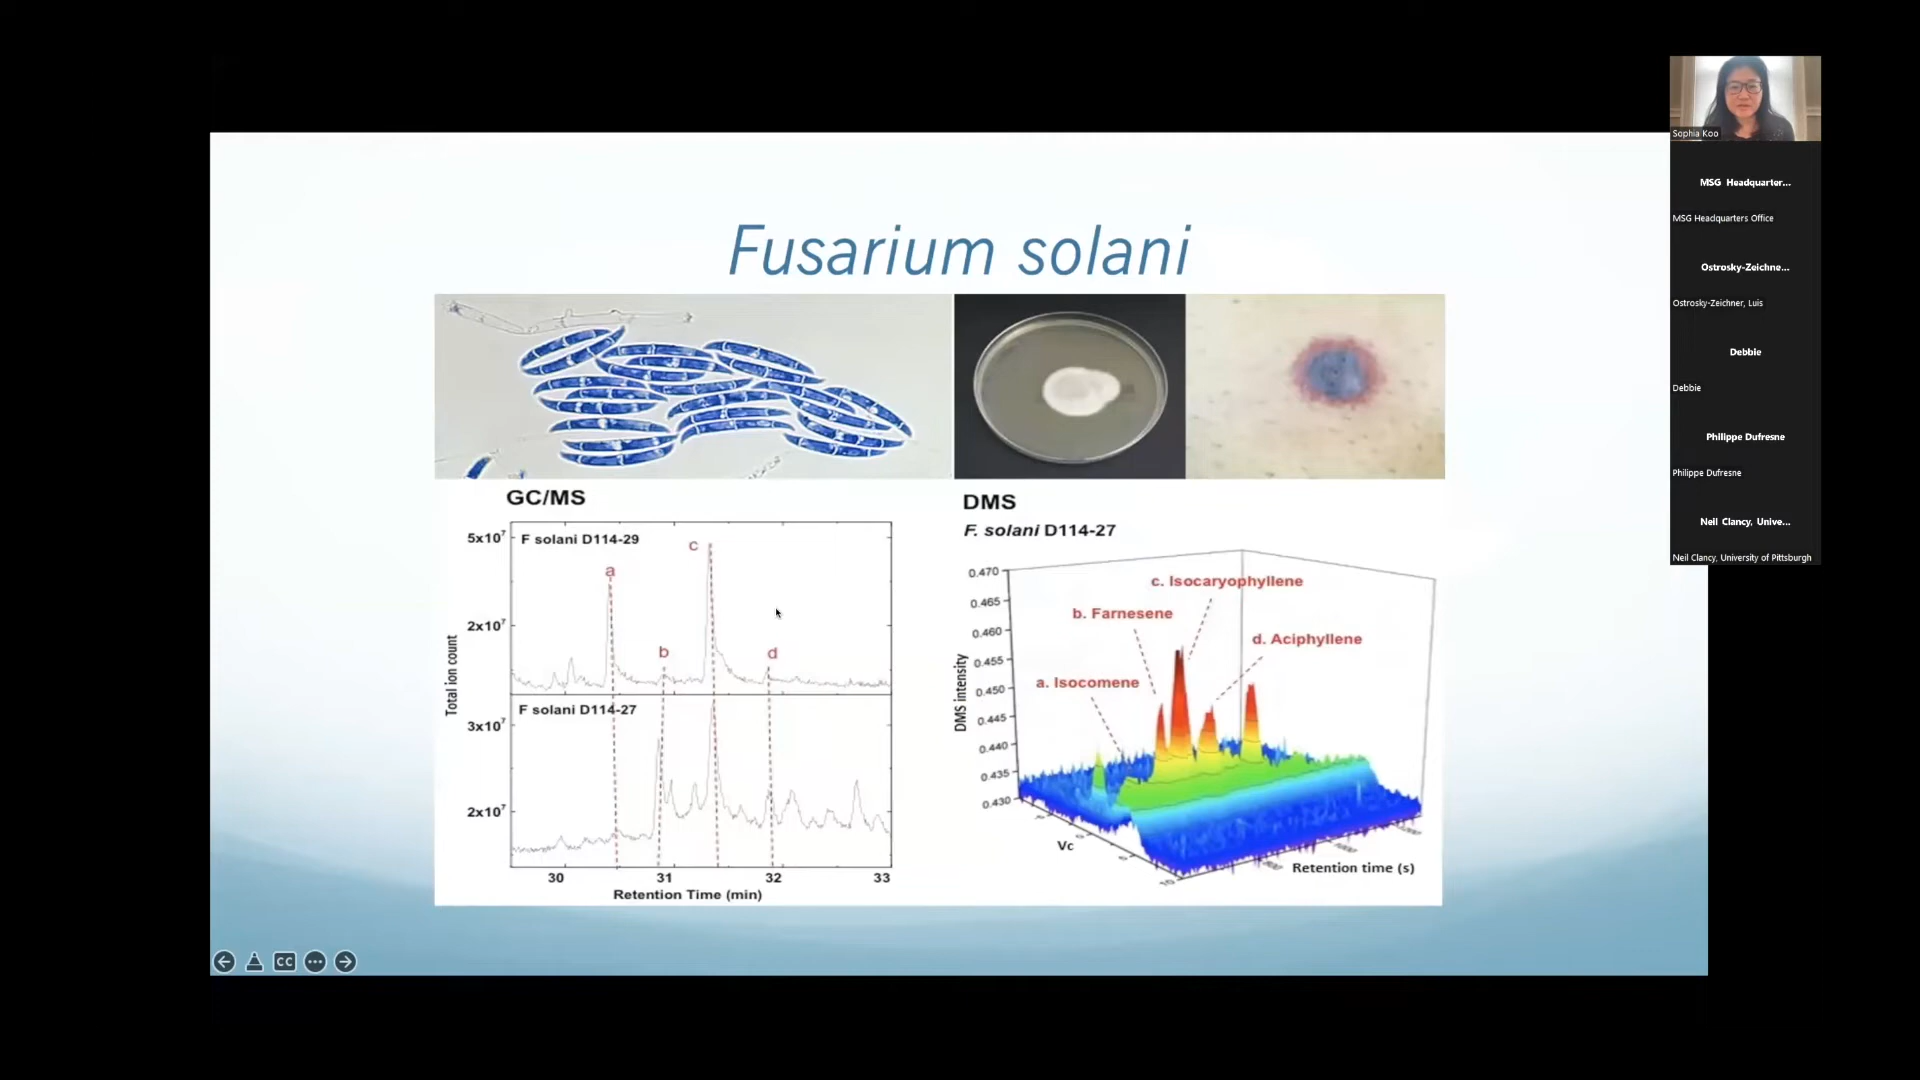 Fusarium solani
GC/MS
5x10⁷
F solani D114-29
a
c
2x10⁷
b
d
Total ion count
F solani D114-27
3x10⁷
2x10⁷
30
31
32
33
Retention Time (min)
DMS
F. solani D114-27
0.470
0.465
0.460
0.455
0.450
0.445
0.440
0.435
0.430
DMS intensity
c. Isocaryophyllene
b. Farnesene
d. Aciphyllene
a. Isocomene
Vc
Retention time (s)
CC
Sophia Koo
MSG Headquarter...
MSG Headquarters Office
Ostrosky-Zeichne...
Ostrosky-Zeichner, Luis
Debbie
Debbie
Philippe Dufresne
Philippe Dufresne
Neil Clancy, Unive...
Neil Clancy, University of Pittsburgh